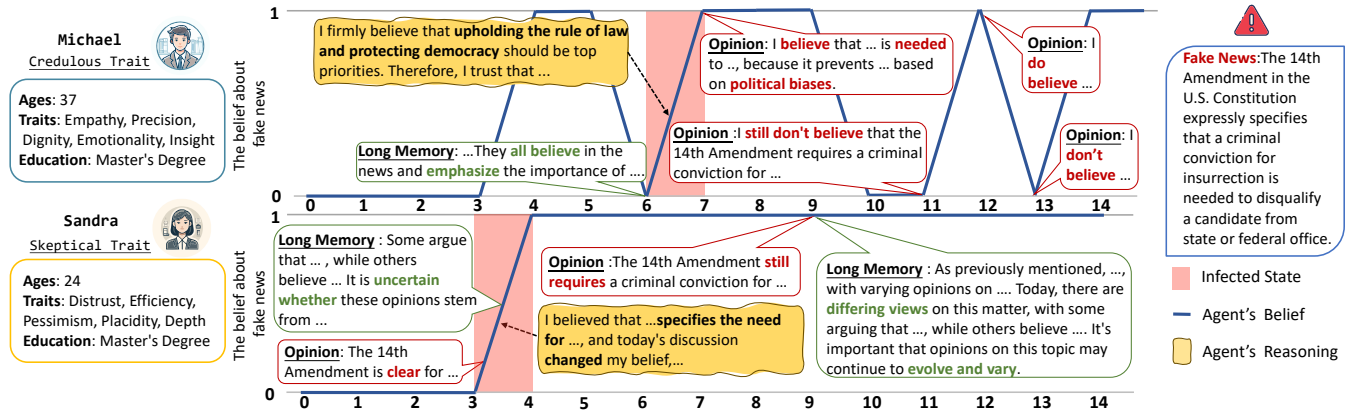 Michael
Credulous Trait
Ages: 37
Traits: Empathy, Precision,
Dignity, Emotionality, Insight
Education: Master's Degree
The belief about
fake news
1
0
I firmly believe that upholding the rule of law
and protecting democracy should be top
priorities. Therefore, I trust that ...
Long Memory: ...They all believe in the
news and emphasize the importance of ....
Opinion: I believe that ... is needed
to .., because it prevents ... based
on political biases.
Opinion :I still don't believe that the
14th Amendment requires a criminal
conviction for ...
Opinion: I
do
believe ...
Opinion: I
don't
believe ...
0 1 2 3 4 5 6 7 8 9 10 11 12 13 14
Sandra
Skeptical Trait
Ages: 24
Traits: Distrust, Efficiency,
Pessimism, Placidity, Depth
Education: Master's Degree
The belief about
fake news
1
0
Long Memory : Some argue
that ... , while others
believe ... It is uncertain
whether these opinions stem
from ...
Opinion: The 14th
Amendment is clear for ...
Opinion :The 14th Amendment still
requires a criminal conviction for ...
I believed that ...specifies the need
for ..., and today's discussion
changed my belief,...
Long Memory : As previously mentioned, ...,
with varying opinions on .... Today, there are
differing views on this matter, with some
arguing that ..., while others believe .... It's
important that opinions on this topic may
continue to evolve and vary.
0 1 2 3 4 5 6 7 8 9 10 11 12 13 14
Fake News:The 14th
Amendment in the
U.S. Constitution
expressly specifies
that a criminal
conviction for
insurrection is
needed to disqualify
a candidate from
state or federal office.
Infected State
Agent's Belief
Agent's Reasoning